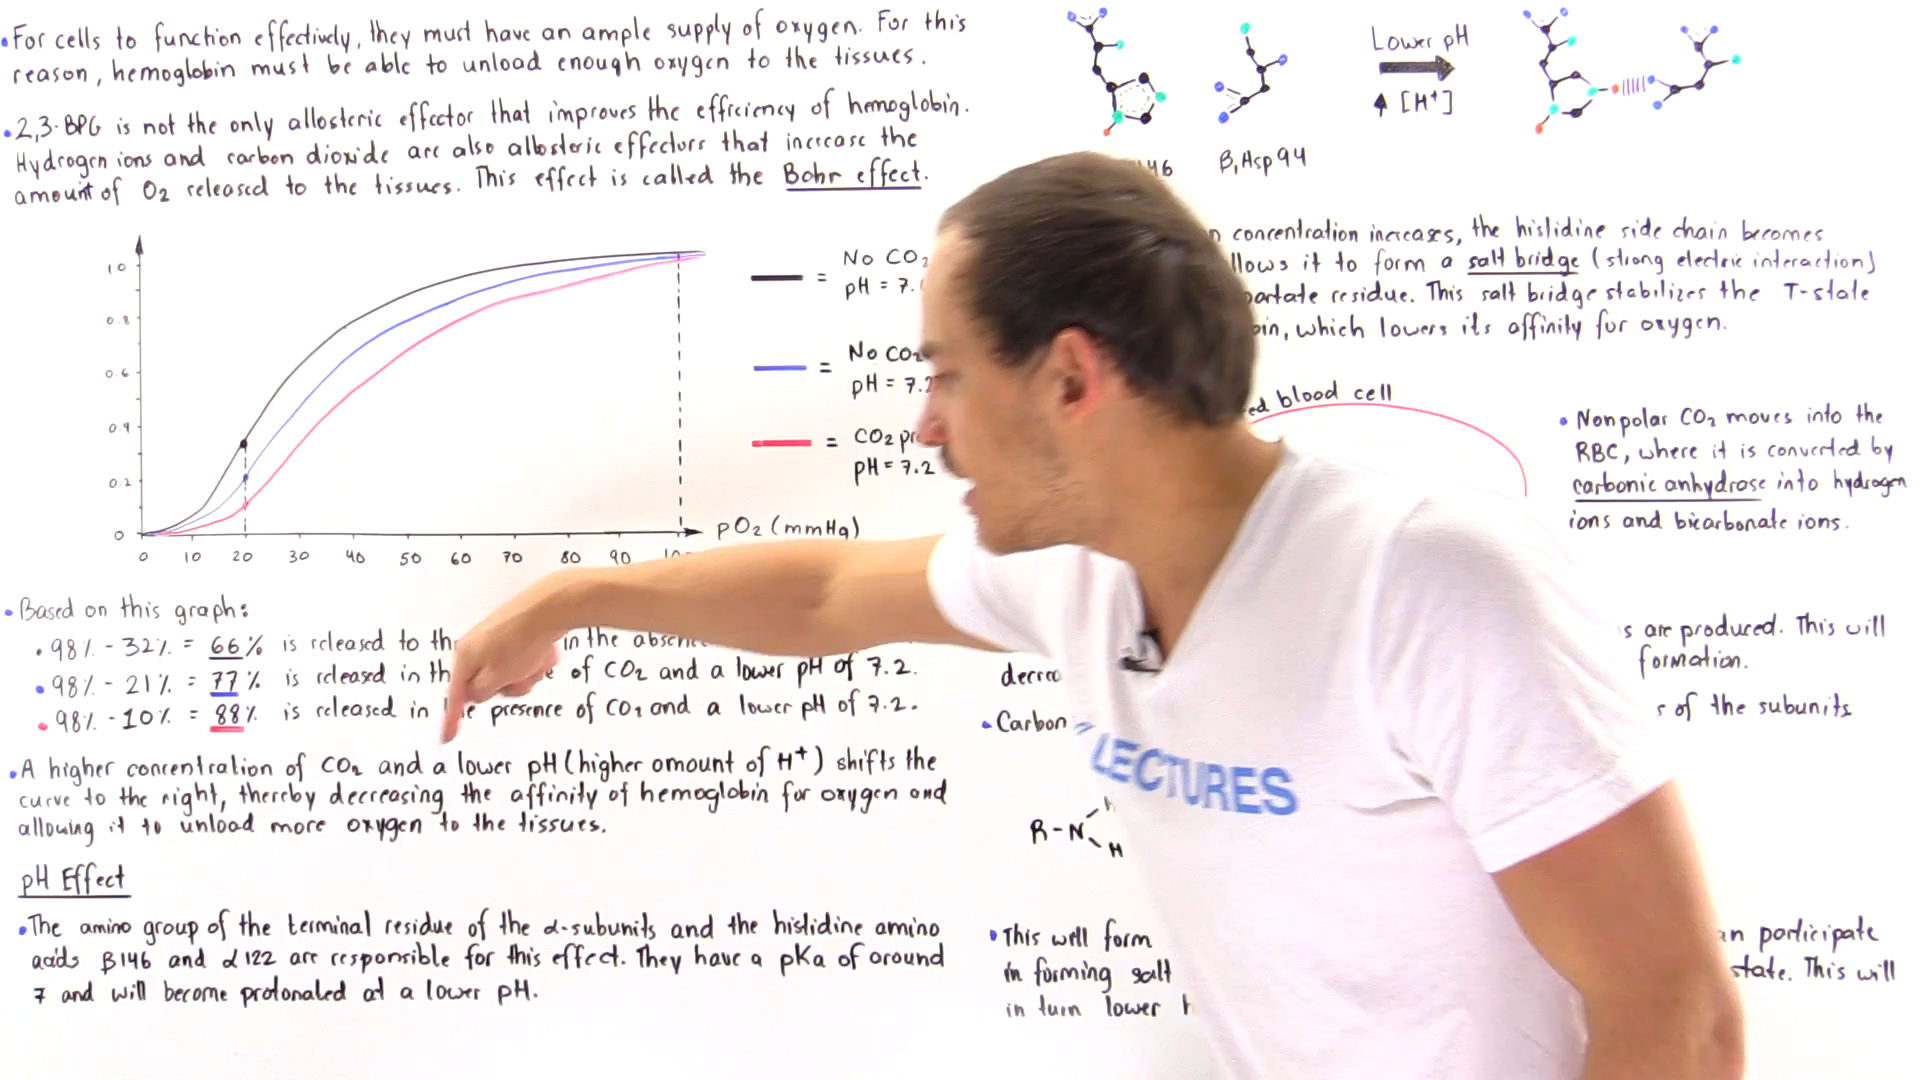 •For cells to function effectively, they must have an ample supply of oxygen. For this
reason, hemoglobin must be able to unload enough oxygen to the tissues.
•2,3-BPG is not the only allosteric effector that improves the efficiency of hemoglobin.
Hydrogen ions and carbon dioxide are also allosteric effectors that increase the
amount of O2 released to the tissues. This effect is called the Bohr effect.
1.0
0.8
0.6
0.4
0.2
0
0 10 20 30 40 50 60 70 80 90
pO2 (mmHg)
= No CO2
pH = 7.
= No CO2
pH = 7.2
= CO2
pH = 7.2
•Based on this graph:
•98% - 32% = 66% is released to in the
•98% - 21% = 77% is released in of CO2 and a lower pH of 7.2.
•98% - 10% = 88% is released in presence of CO2 and a lower pH of 7.2.
•A higher concentration of CO2 and a lower pH (higher amount of H+) shifts the
curve to the right, thereby decreasing the affinity of hemoglobin for oxygen and
allowing it to unload more oxygen to the tissues.
pH Effect
•The amino group of the terminal residue of the α-subunits and the histidine amino
acids β146 and α122 are responsible for this effect. They have a pKa of around
7 and will become protonated at a lower pH.
46
β1Asp94
Lower pH
↑ [H+]
concentration increases, the histidine side chain becomes
it to form a salt bridge (strong electric interaction)
residue. This salt bridge stabilizes the T-state
which lowers its affinity for oxygen.
blood cell
•Nonpolar CO2 moves into the
RBC, where it is converted by
carbonic anhydrase into hydrogen
ions and bicarbonate ions.
are produced. This will
formation.
•Carbon
of the subunits
R-N
H
H
LECTURES
•This will form participate
in forming salt state. This will
in turn lower